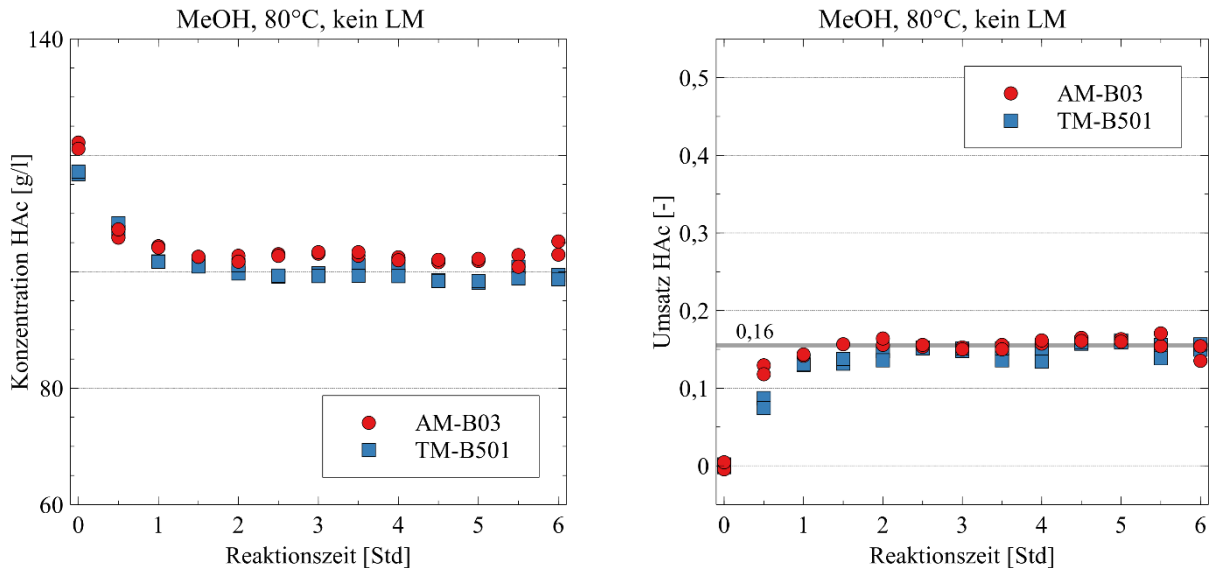 MeOH, 80°C, kein LM
Konzentration HAc [g/l]
140
80
60
AM-B03
TM-B501
0 1 2 3 4 5 6
Reaktionszeit [Std]
MeOH, 80°C, kein LM
Umsatz HAc [-]
0,5
0,4
0,3
0,2
0,1
0
0,16
AM-B03
TM-B501
0 1 2 3 4 5 6
Reaktionszeit [Std]